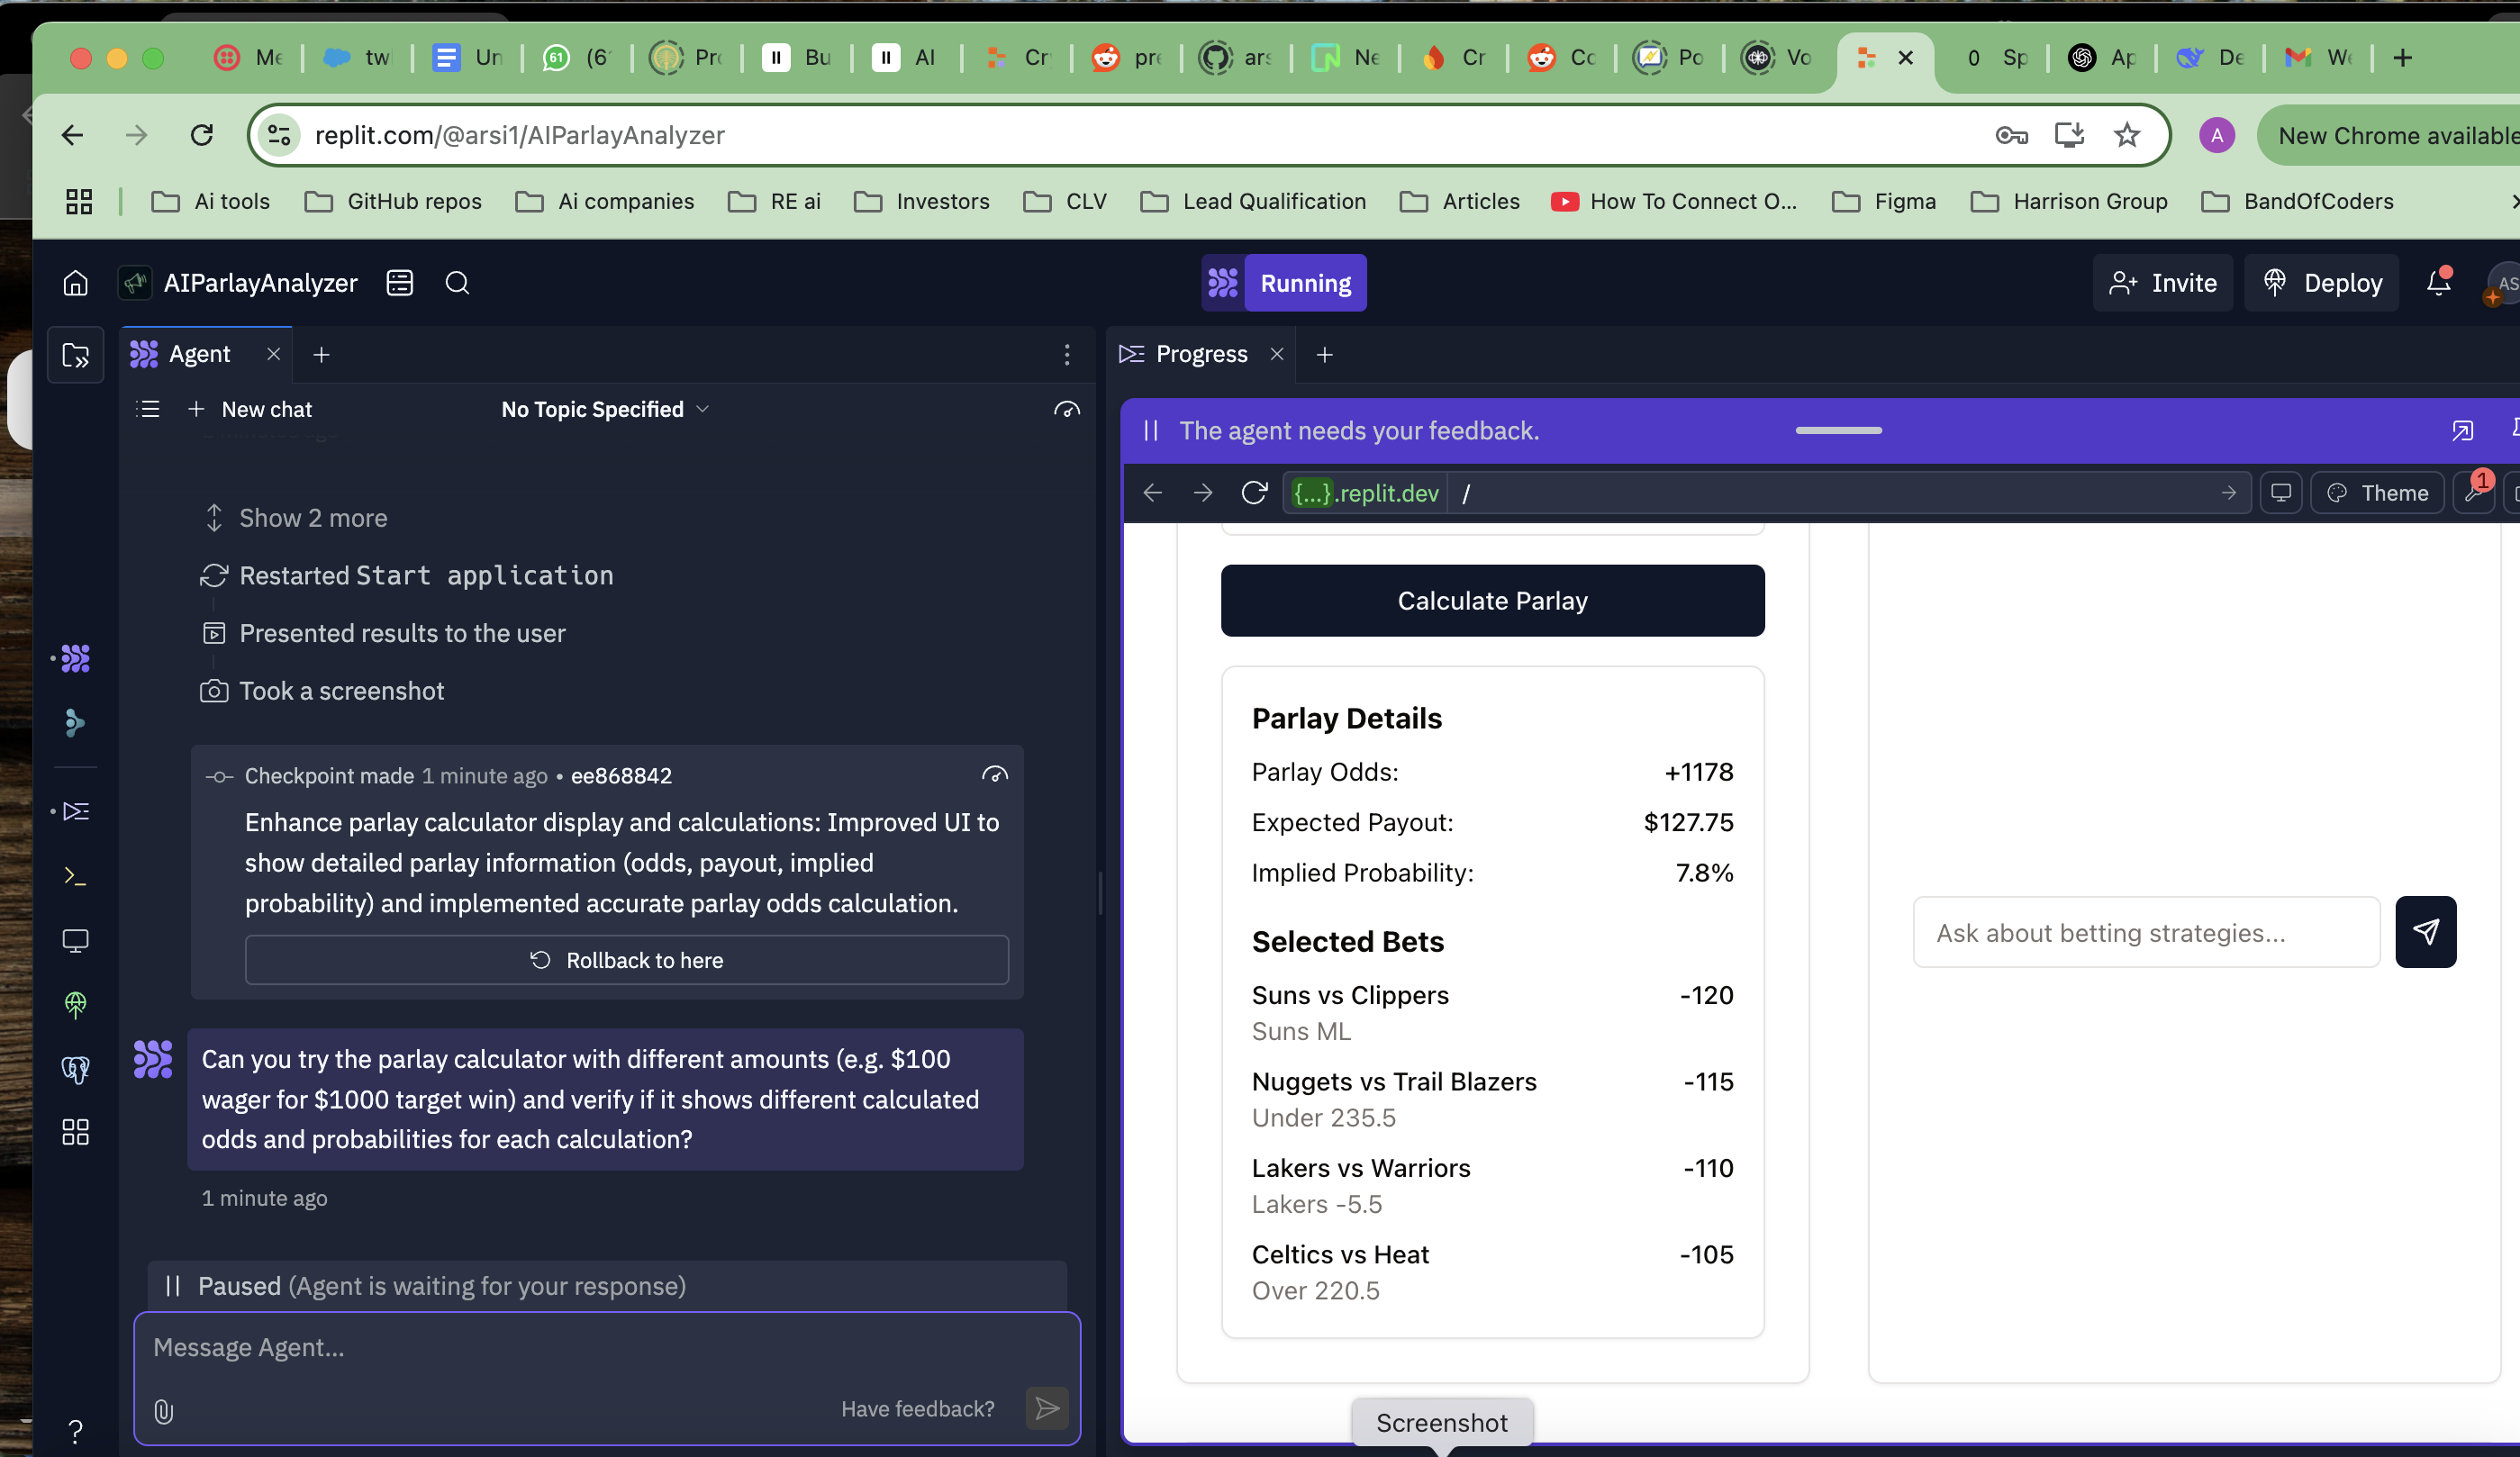 Me
tw
Un
(6
Pro
Bu
AI
Cr
pre
ars
Ne
Cr
Co
Po
Vo
0 Sp
Ap
De
We
replit.com/@arsi1/AIParlayAnalyzer
A
New Chrome available
Ai tools
GitHub repos
Ai companies
RE ai
Investors
CLV
Lead Qualification
Articles
How To Connect O...
Figma
Harrison Group
BandOfCoders
AIParlayAnalyzer
Running
Invite
Deploy
AS
Agent
Progress
New chat
No Topic Specified
The agent needs your feedback.
{...}.replit.dev /
Theme
1
Show 2 more
Restarted Start application
Presented results to the user
Took a screenshot
Checkpoint made 1 minute ago • ee868842
Enhance parlay calculator display and calculations: Improved UI to
show detailed parlay information (odds, payout, implied
probability) and implemented accurate parlay odds calculation.
Rollback to here
Can you try the parlay calculator with different amounts (e.g. $100
wager for $1000 target win) and verify if it shows different calculated
odds and probabilities for each calculation?
1 minute ago
Paused (Agent is waiting for your response)
Message Agent...
Have feedback?
Calculate Parlay
Parlay Details
Parlay Odds: +1178
Expected Payout: $127.75
Implied Probability: 7.8%
Selected Bets
Suns vs Clippers -120
Suns ML
Nuggets vs Trail Blazers -115
Under 235.5
Lakers vs Warriors -110
Lakers -5.5
Celtics vs Heat -105
Over 220.5
Ask about betting strategies...
Screenshot